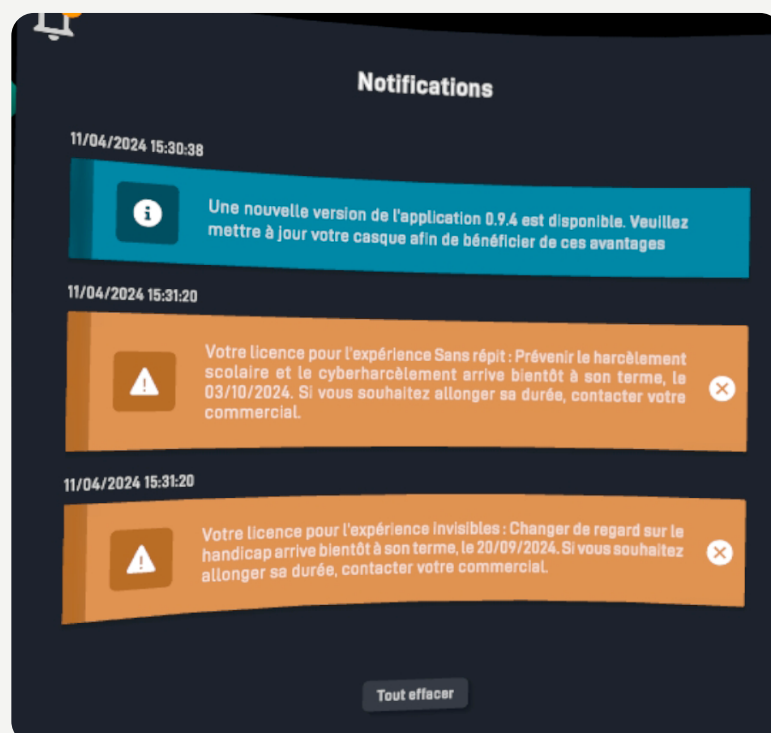 Notifications
11/04/2024 15:30:38
Une nouvelle version de l'application 0.9.4 est disponible. Veuillez
mettre à jour votre casque afin de bénéficier de ces avantages
11/04/2024 15:31:20
Votre licence pour l'expérience Sans répit : Prévenir le harcèlement
scolaire et le cyberharcèlement arrive bientôt à son terme, le
03/10/2024. Si vous souhaitez allonger sa durée, contacter votre
commercial.
11/04/2024 15:31:20
Votre licence pour l'expérience invisibles : Changer de regard sur le
handicap arrive bientôt à son terme, le 20/09/2024. Si vous souhaitez
allonger sa durée, contacter votre commercial.
Tout effacer